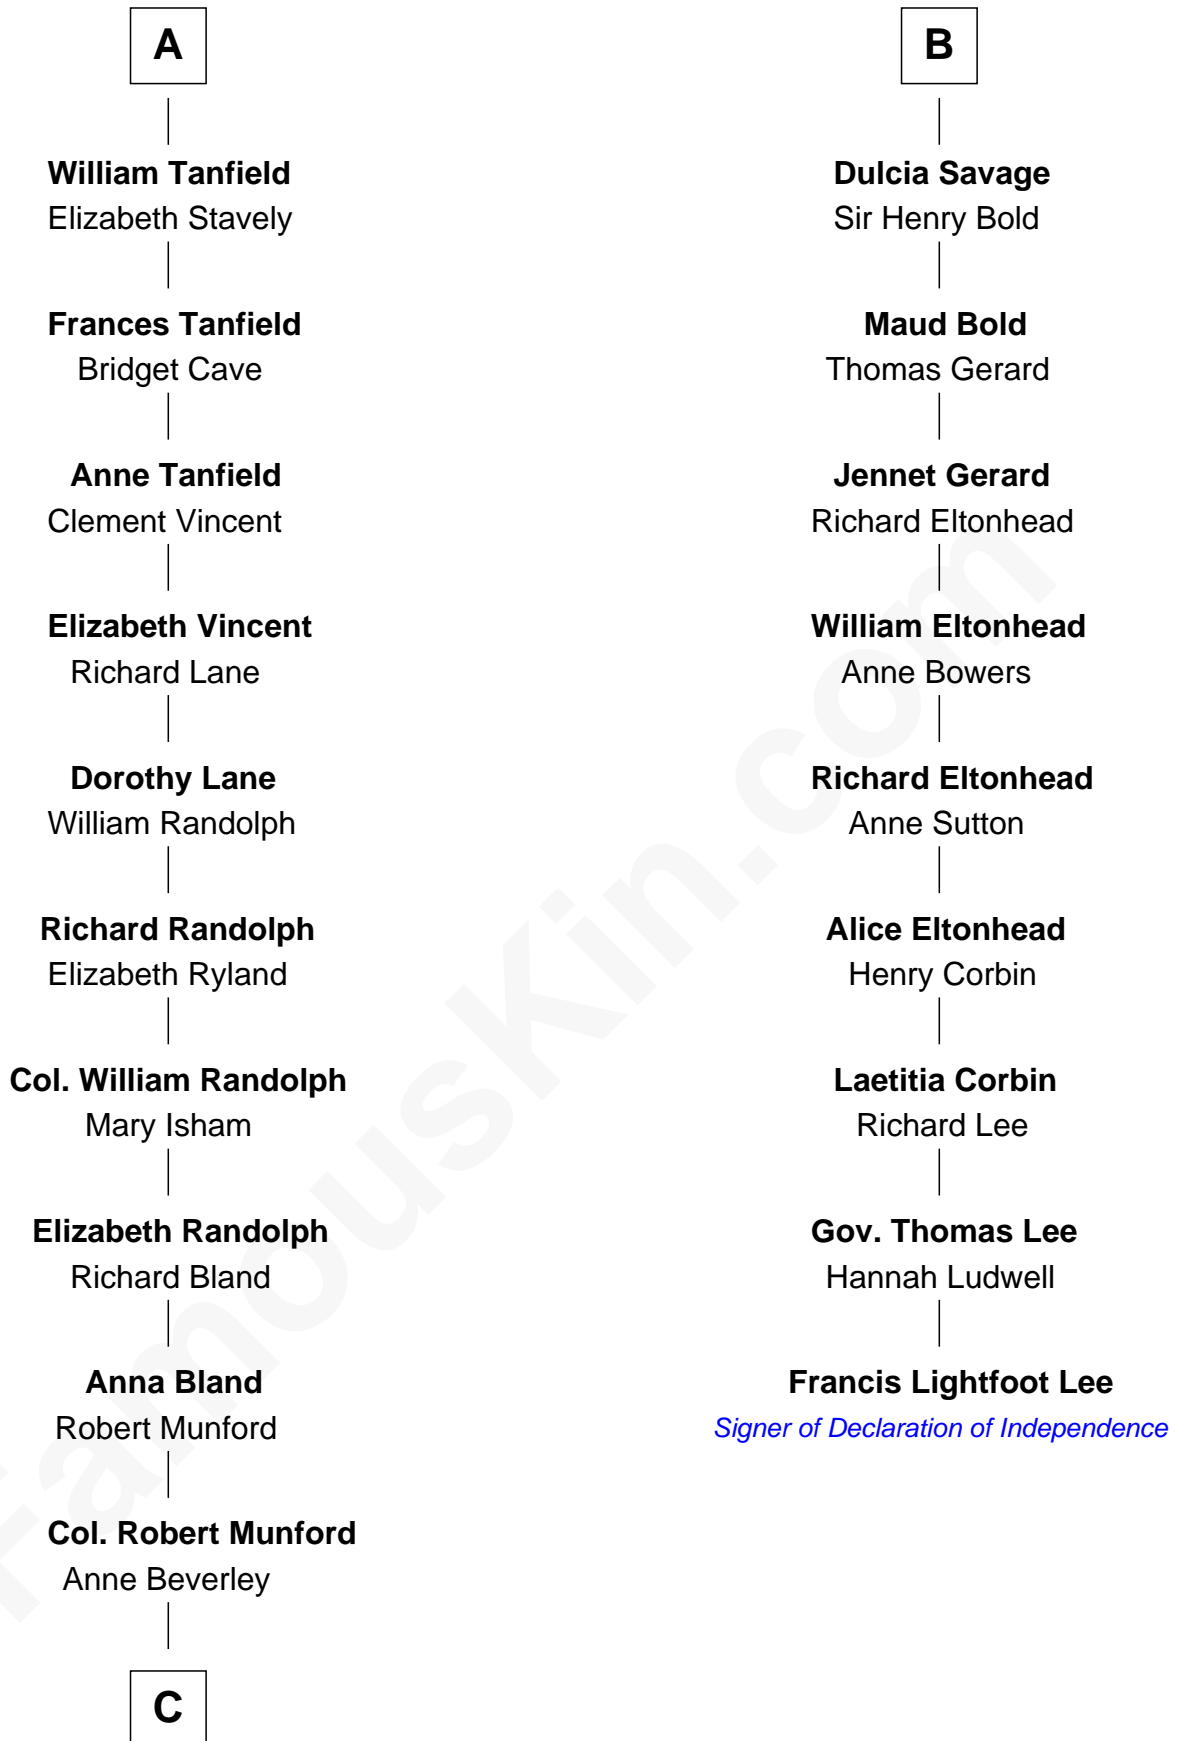 A
William Tanfield
Elizabeth Stavely
Frances Tanfield
Bridget Cave
Anne Tanfield
Clement Vincent
Elizabeth Vincent
Richard Lane
Dorothy Lane
William Randolph
Richard Randolph
Elizabeth Ryland
Col. William Randolph
Mary Isham
Elizabeth Randolph
Richard Bland
Anna Bland
Robert Munford
Col. Robert Munford
Anne Beverley
C
B
Dulcia Savage
Sir Henry Bold
Maud Bold
Thomas Gerard
Jennet Gerard
Richard Eltonhead
William Eltonhead
Anne Bowers
Richard Eltonhead
Anne Sutton
Alice Eltonhead
Henry Corbin
Laetitia Corbin
Richard Lee
Gov. Thomas Lee
Hannah Ludwell
Francis Lightfoot Lee
Signer of Declaration of Independence
FamousKin.com